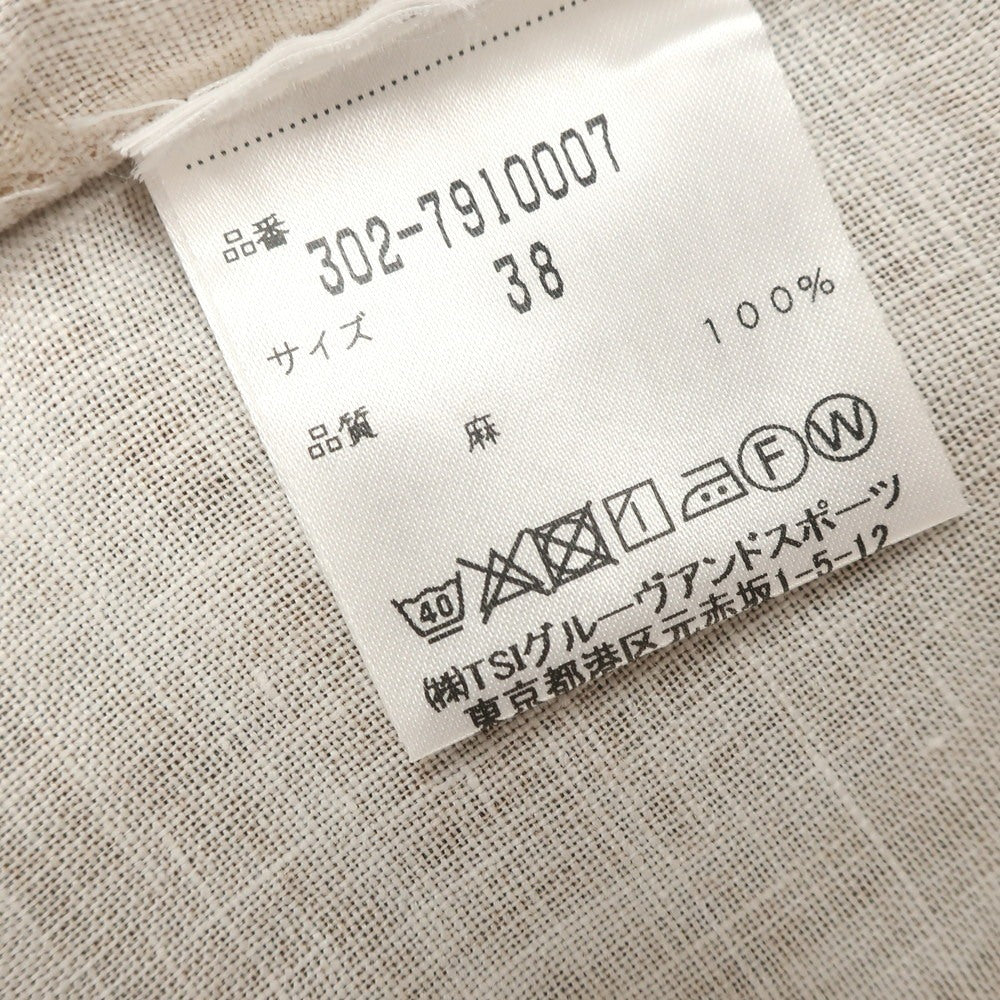 品番 302-7910007
サイズ 38
品質 麻 100%
40 1 F W
㈱TSIグルーヴアンドスポーツ
東京都港区元赤坂1-5-12